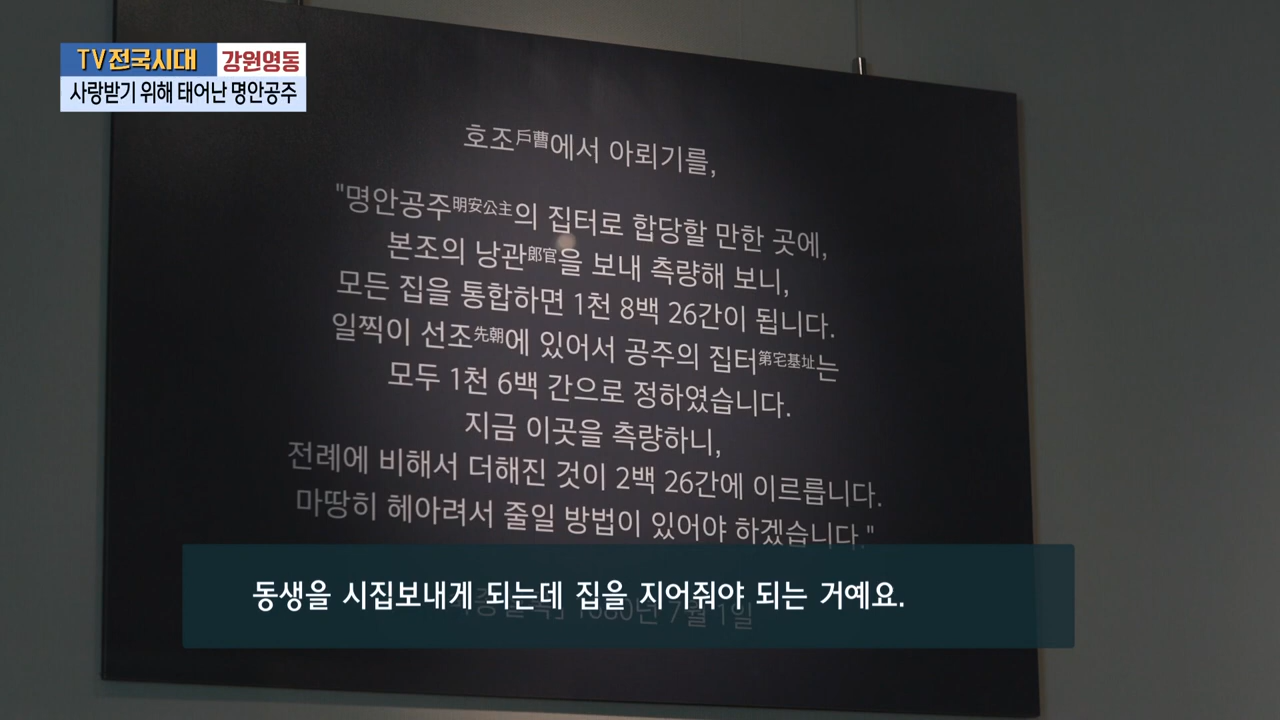 TV전국시대 강원영동
사랑받기 위해 태어난 명안공주
호조戶曹에서 아뢰기를,
"명안공주明安公主의 집터로 합당할 만한 곳에,
본조의 낭관郞官을 보내 측량해 보니,
모든 집을 통합하면 1천 8백 26간이 됩니다.
일찍이 선조先朝에 있어서 공주의 집터第宅基址는
모두 1천 6백 간으로 정하였습니다.
지금 이곳을 측량하니,
전례에 비해서 더해진 것이 2백 26간에 이르릅니다.
마땅히 헤아려서 줄일 방법이 있어야 하겠습니다."
동생을 시집보내게 되는데 집을 지어줘야 되는 거예요.
1680년 7월 1일